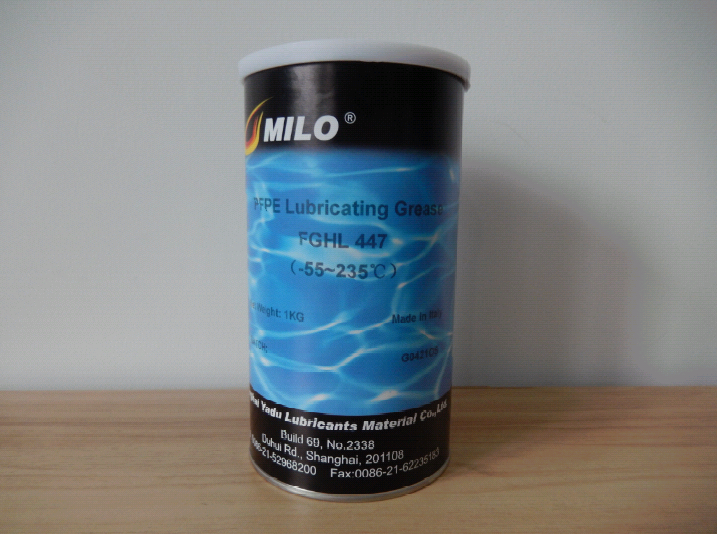 MILO®
PFPE Lubricating Grease
FGHL 447
(-55~235℃)
Weight: 1KG
Made In Italy
Yadu Lubricants Material Co.,Ltd.
Build 60, No.2338
Duhui Rd., Shanghai, 201108
0086-21-52968200 Fax:0086-21-62235183